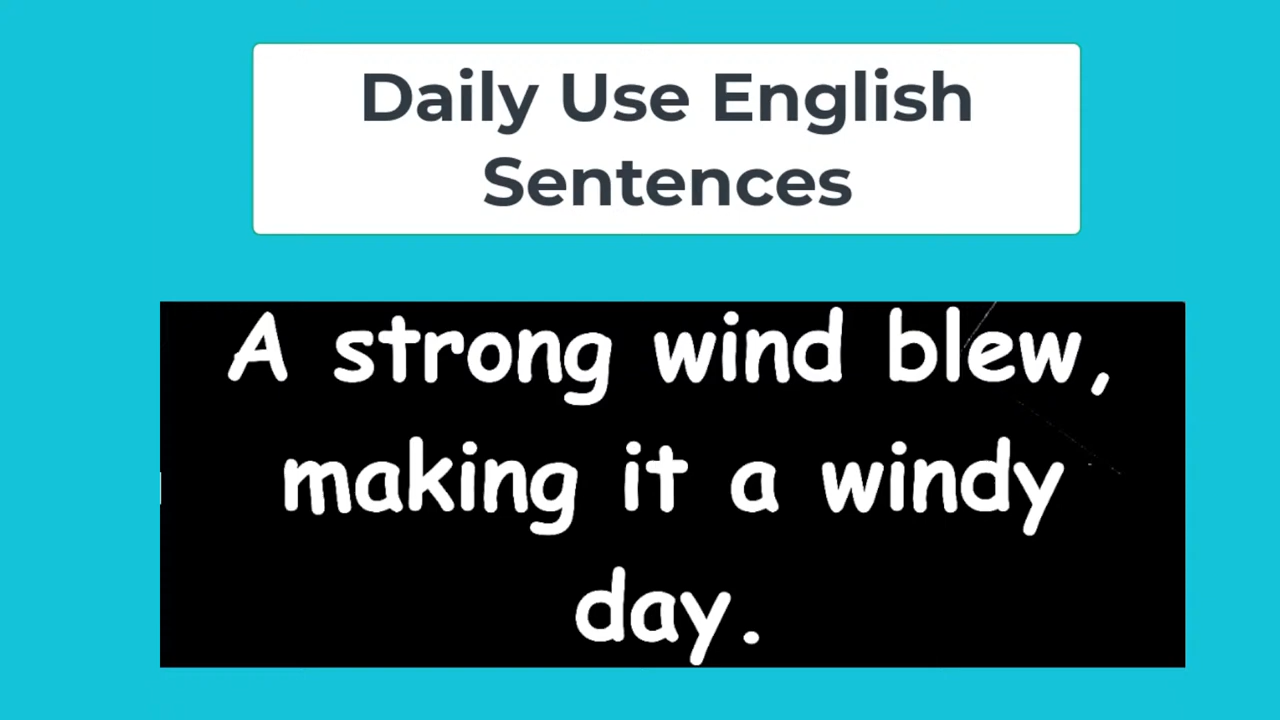 Daily Use English
Sentences
A strong wind blew,
making it a windy
day.